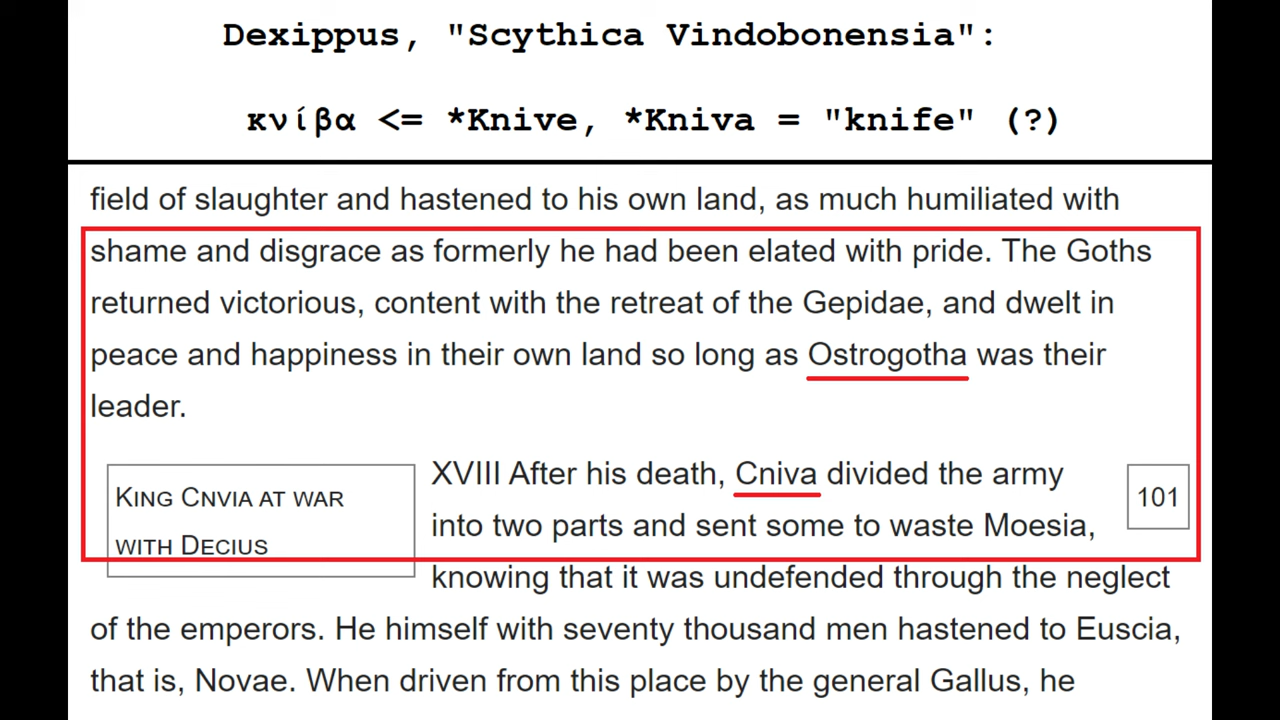 Dexippus, "Scythica Vindobonensia":
κνίβα <= *Knive, *Kniva = "knife" (?)
field of slaughter and hastened to his own land, as much humiliated with
shame and disgrace as formerly he had been elated with pride. The Goths
returned victorious, content with the retreat of the Gepidae, and dwelt in
peace and happiness in their own land so long as Ostrogotha was their
leader.
King Cnvia at war
with Decius
XVIII After his death, Cniva divided the army
101
into two parts and sent some to waste Moesia,
knowing that it was undefended through the neglect
of the emperors. He himself with seventy thousand men hastened to Euscia,
that is, Novae. When driven from this place by the general Gallus, he